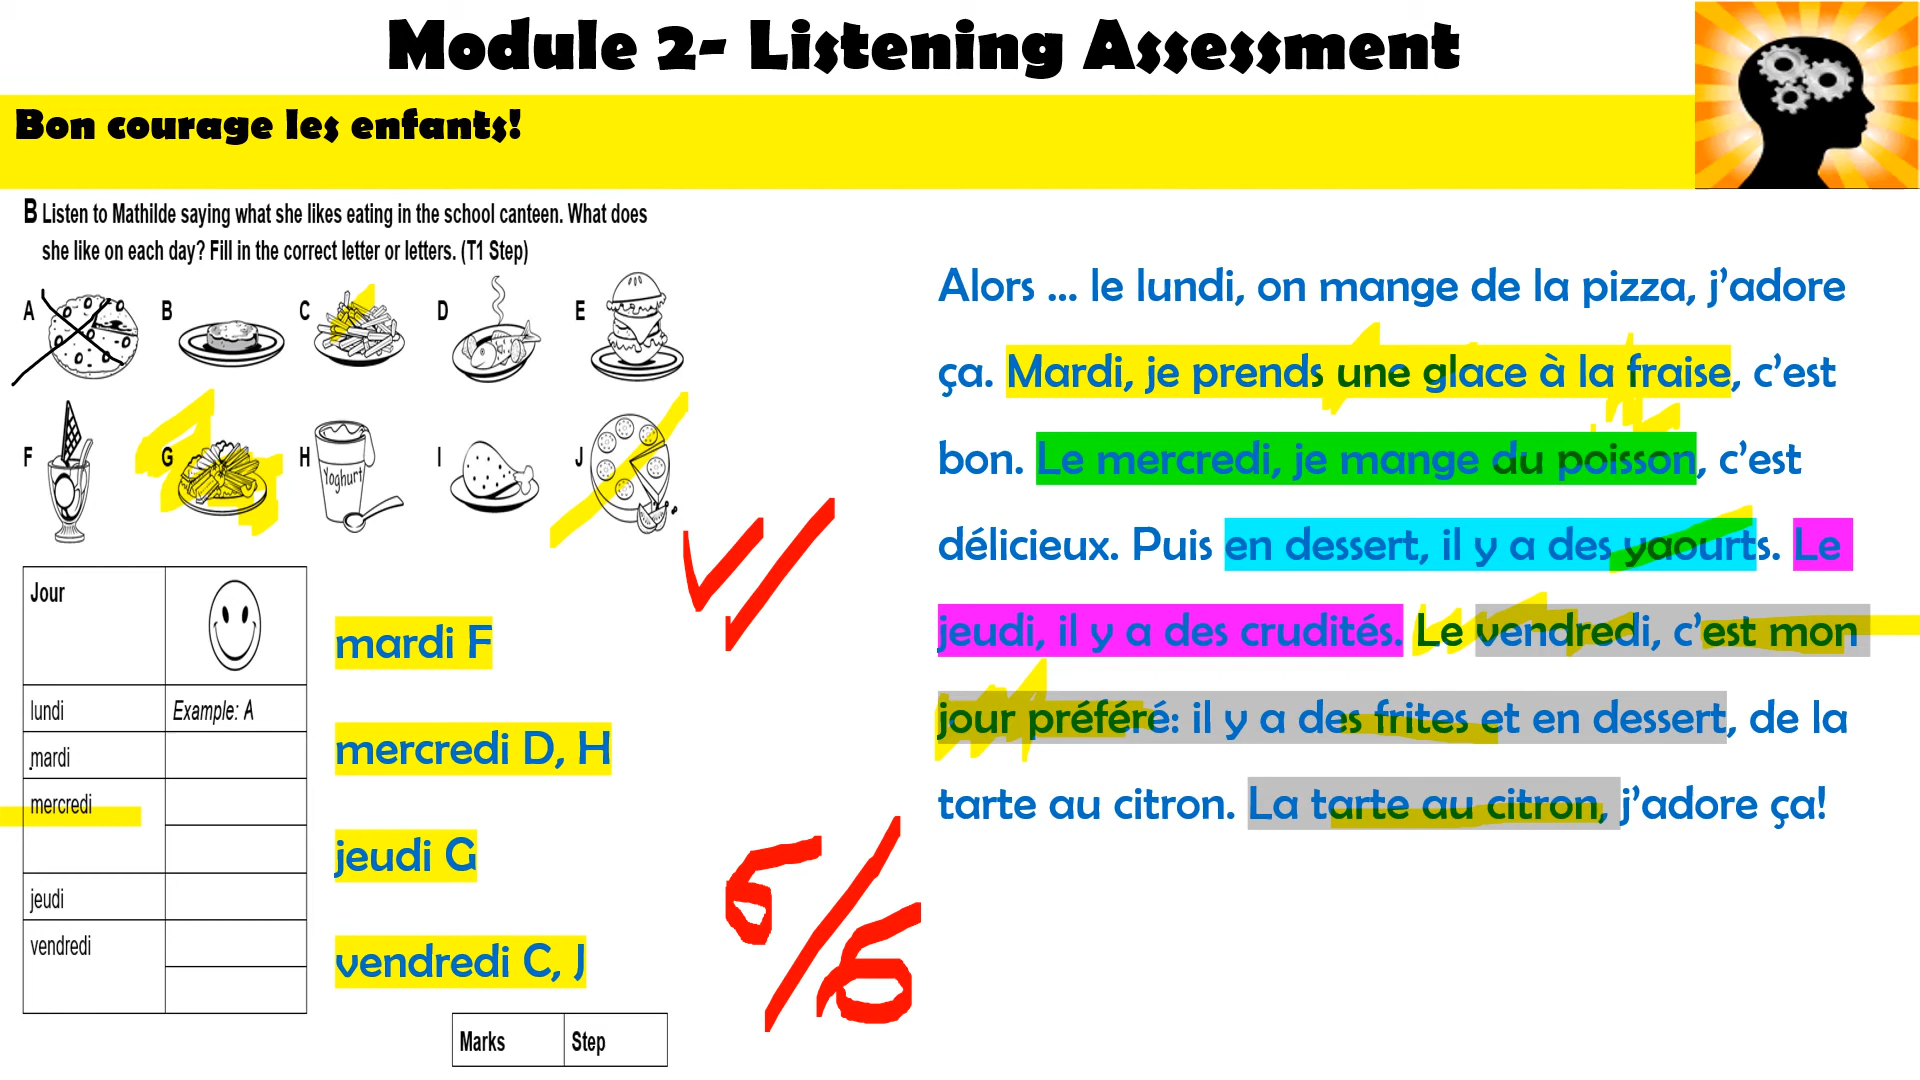 Module 2- Listening Assessment
Bon courage les enfants!
B Listen to Mathilde saying what she likes eating in the school canteen. What does
she like on each day? Fill in the correct letter or letters. (T1 Step)
A B C D E
F G H I J
Yoghurt
Jour
lundi Example: A
mardi
mercredi
jeudi
vendredi
mardi F
mercredi D, H
jeudi G
vendredi C, J
Marks Step
6/6
Alors ... le lundi, on mange de la pizza, j’adore
ça. Mardi, je prends une glace à la fraise, c’est
bon. Le mercredi, je mange du poisson, c’est
délicieux. Puis en dessert, il y a des yaourts. Le
jeudi, il y a des crudités. Le vendredi, c’est mon
jour préféré: il y a des frites et en dessert, de la
tarte au citron. La tarte au citron, j’adore ça!